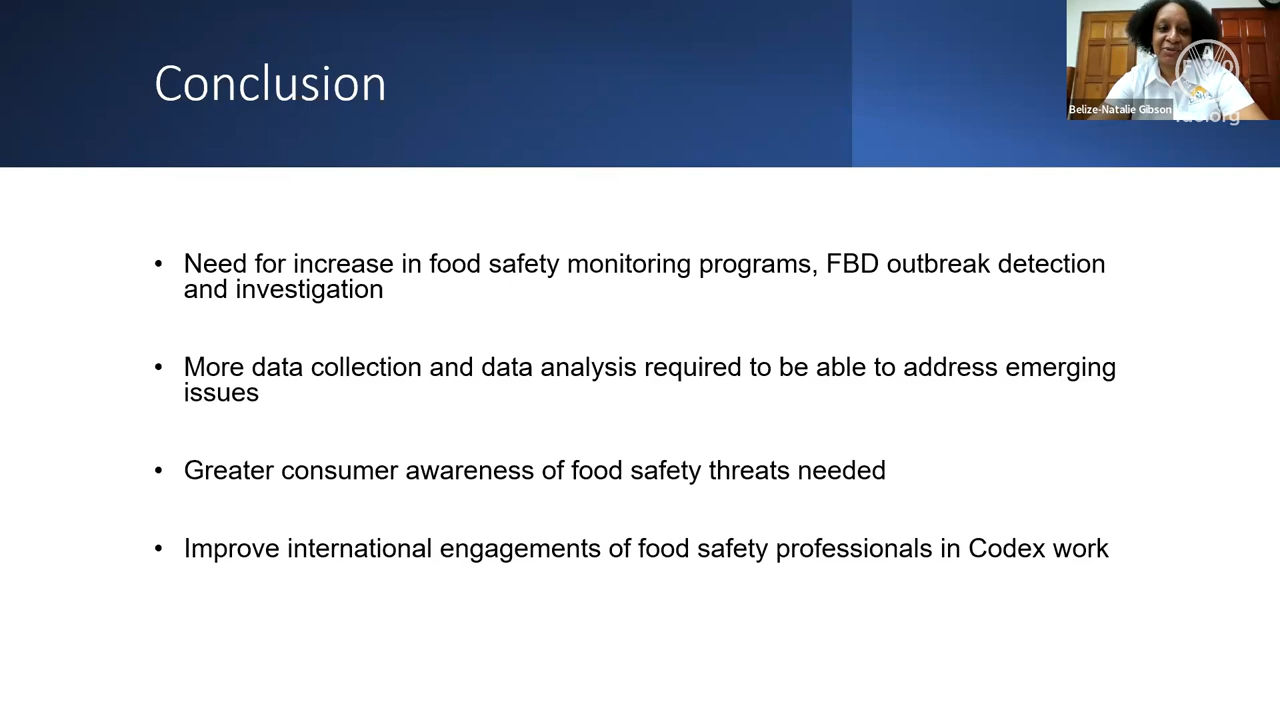 Conclusion
Belize-Natalie Gibson
• Need for increase in food safety monitoring programs, FBD outbreak detection
and investigation
• More data collection and data analysis required to be able to address emerging
issues
• Greater consumer awareness of food safety threats needed
• Improve international engagements of food safety professionals in Codex work